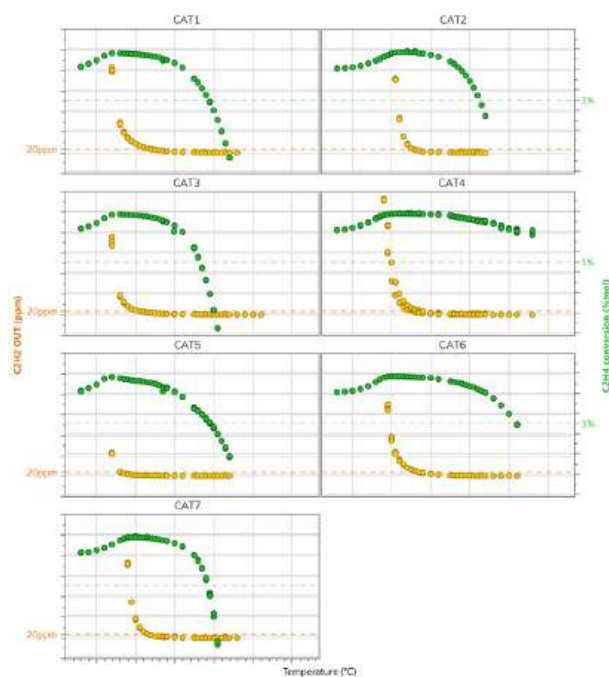 CAT1
CAT2
20ppm
3%
CAT3
CAT4
20ppm
CAT5
CAT6
20ppm
3%
CAT7
20ppm
C2H2 OUT (ppm)
C2H4 conversion (%mol)
Temperature (°C)